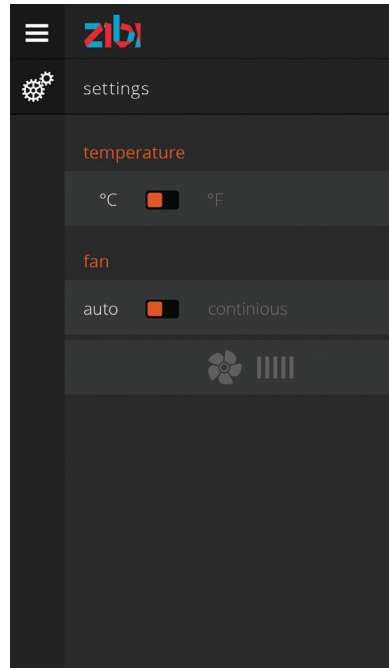 zibi
settings
temperature
°C °F
fan
auto continious